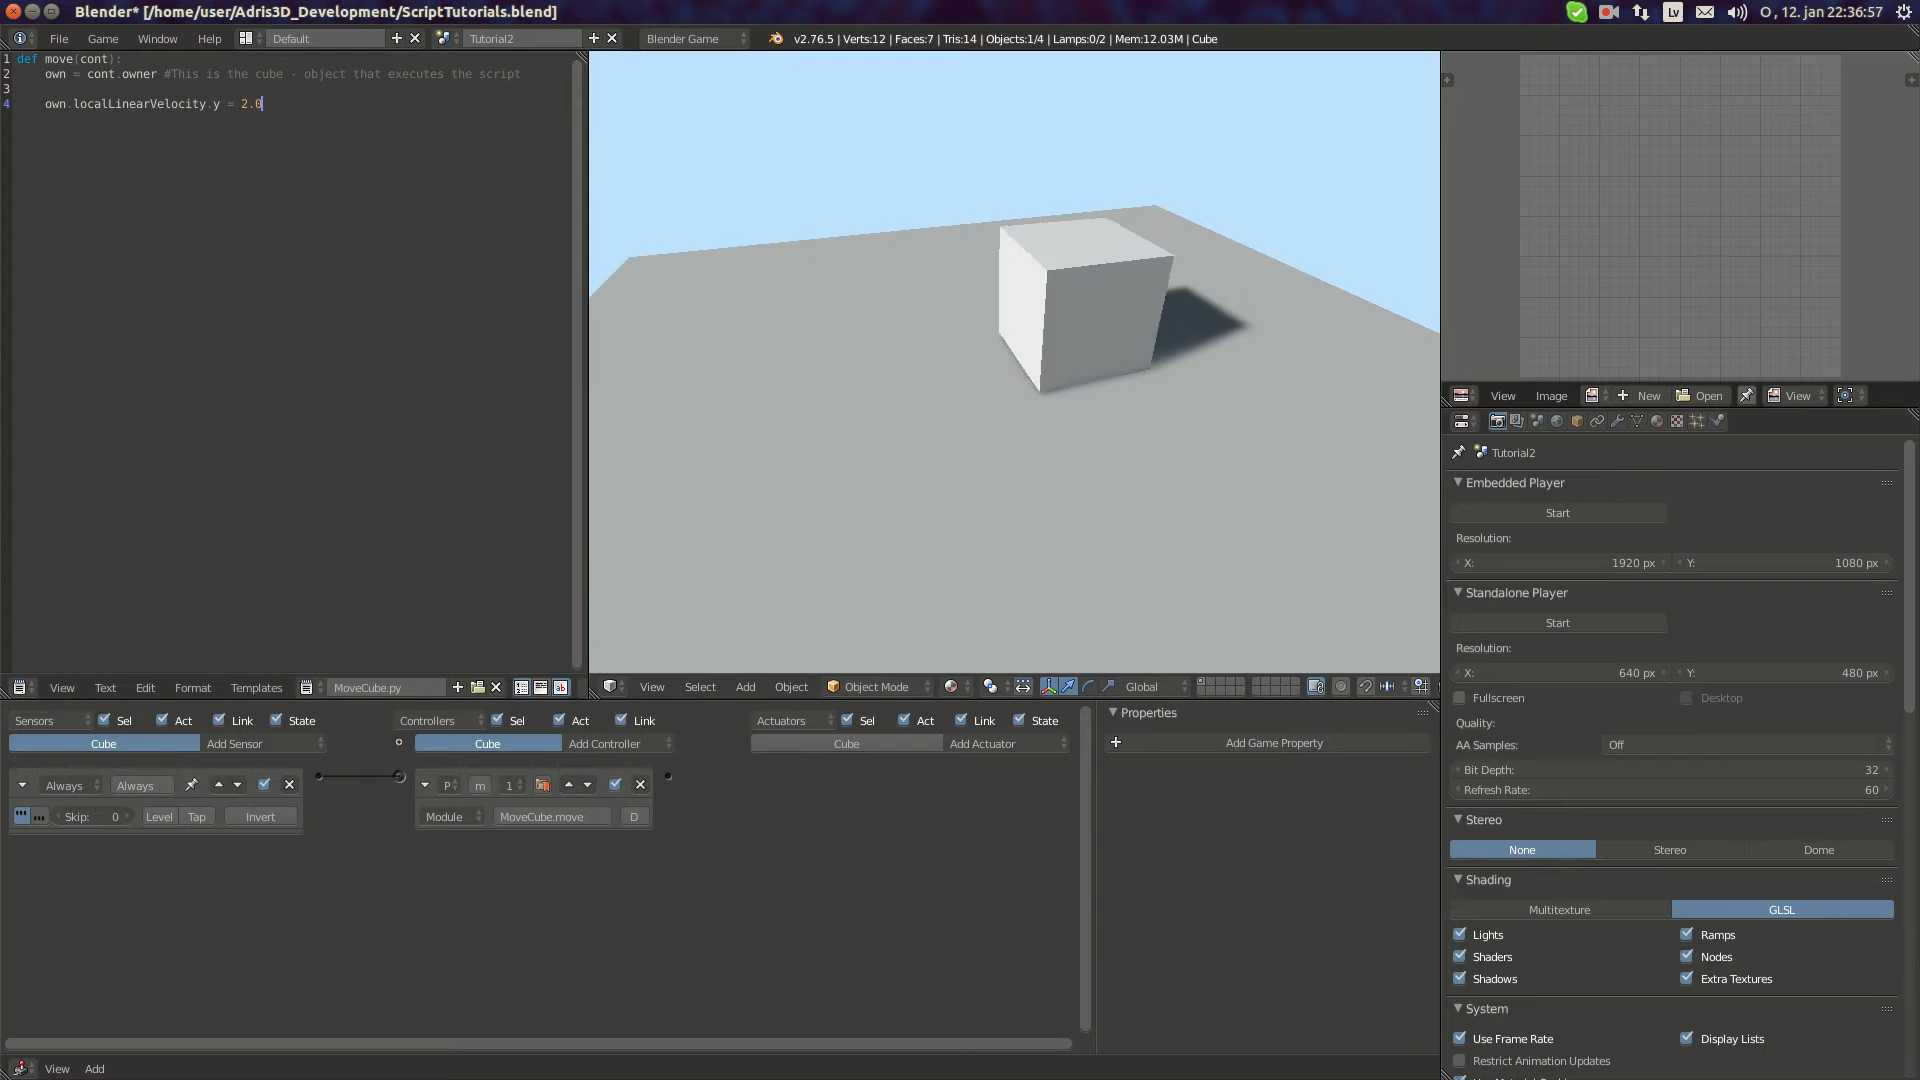 Blender* [/home/user/Adris3D_Development/ScriptTutorials.blend]
Lv
O , 12. jan 22:36:57
File Game Window Help Default Tutorial2 Blender Game v2.76.5 | Verts:12 | Faces:7 | Tris:14 | Objects:1/4 | Lamps:0/2 | Mem:12.03M | Cube
1 def move(cont):
2 own = cont.owner #This is the cube - object that executes the script
3
4 own.localLinearVelocity.y = 2.0
View Image New Open View
Tutorial2
Embedded Player
Start
Resolution:
X: 1920 px Y: 1080 px
Standalone Player
Start
Resolution:
X: 640 px Y: 480 px
Fullscreen Desktop
Quality:
AA Samples: Off
Bit Depth: 32
Refresh Rate: 60
Stereo
None Stereo Dome
Shading
Multitexture GLSL
Lights Ramps
Shaders Nodes
Shadows Extra Textures
System
Use Frame Rate Display Lists
Restrict Animation Updates
View Text Edit Format Templates MoveCube.py
View Select Add Object Object Mode Global
Sensors Sel Act Link State Controllers Sel Act Link Actuators Sel Act Link State
Cube Add Sensor Cube Add Controller Cube Add Actuator
Always Always P m 1
Skip: 0 Level Tap Invert Module MoveCube.move D
Properties
Add Game Property
View Add